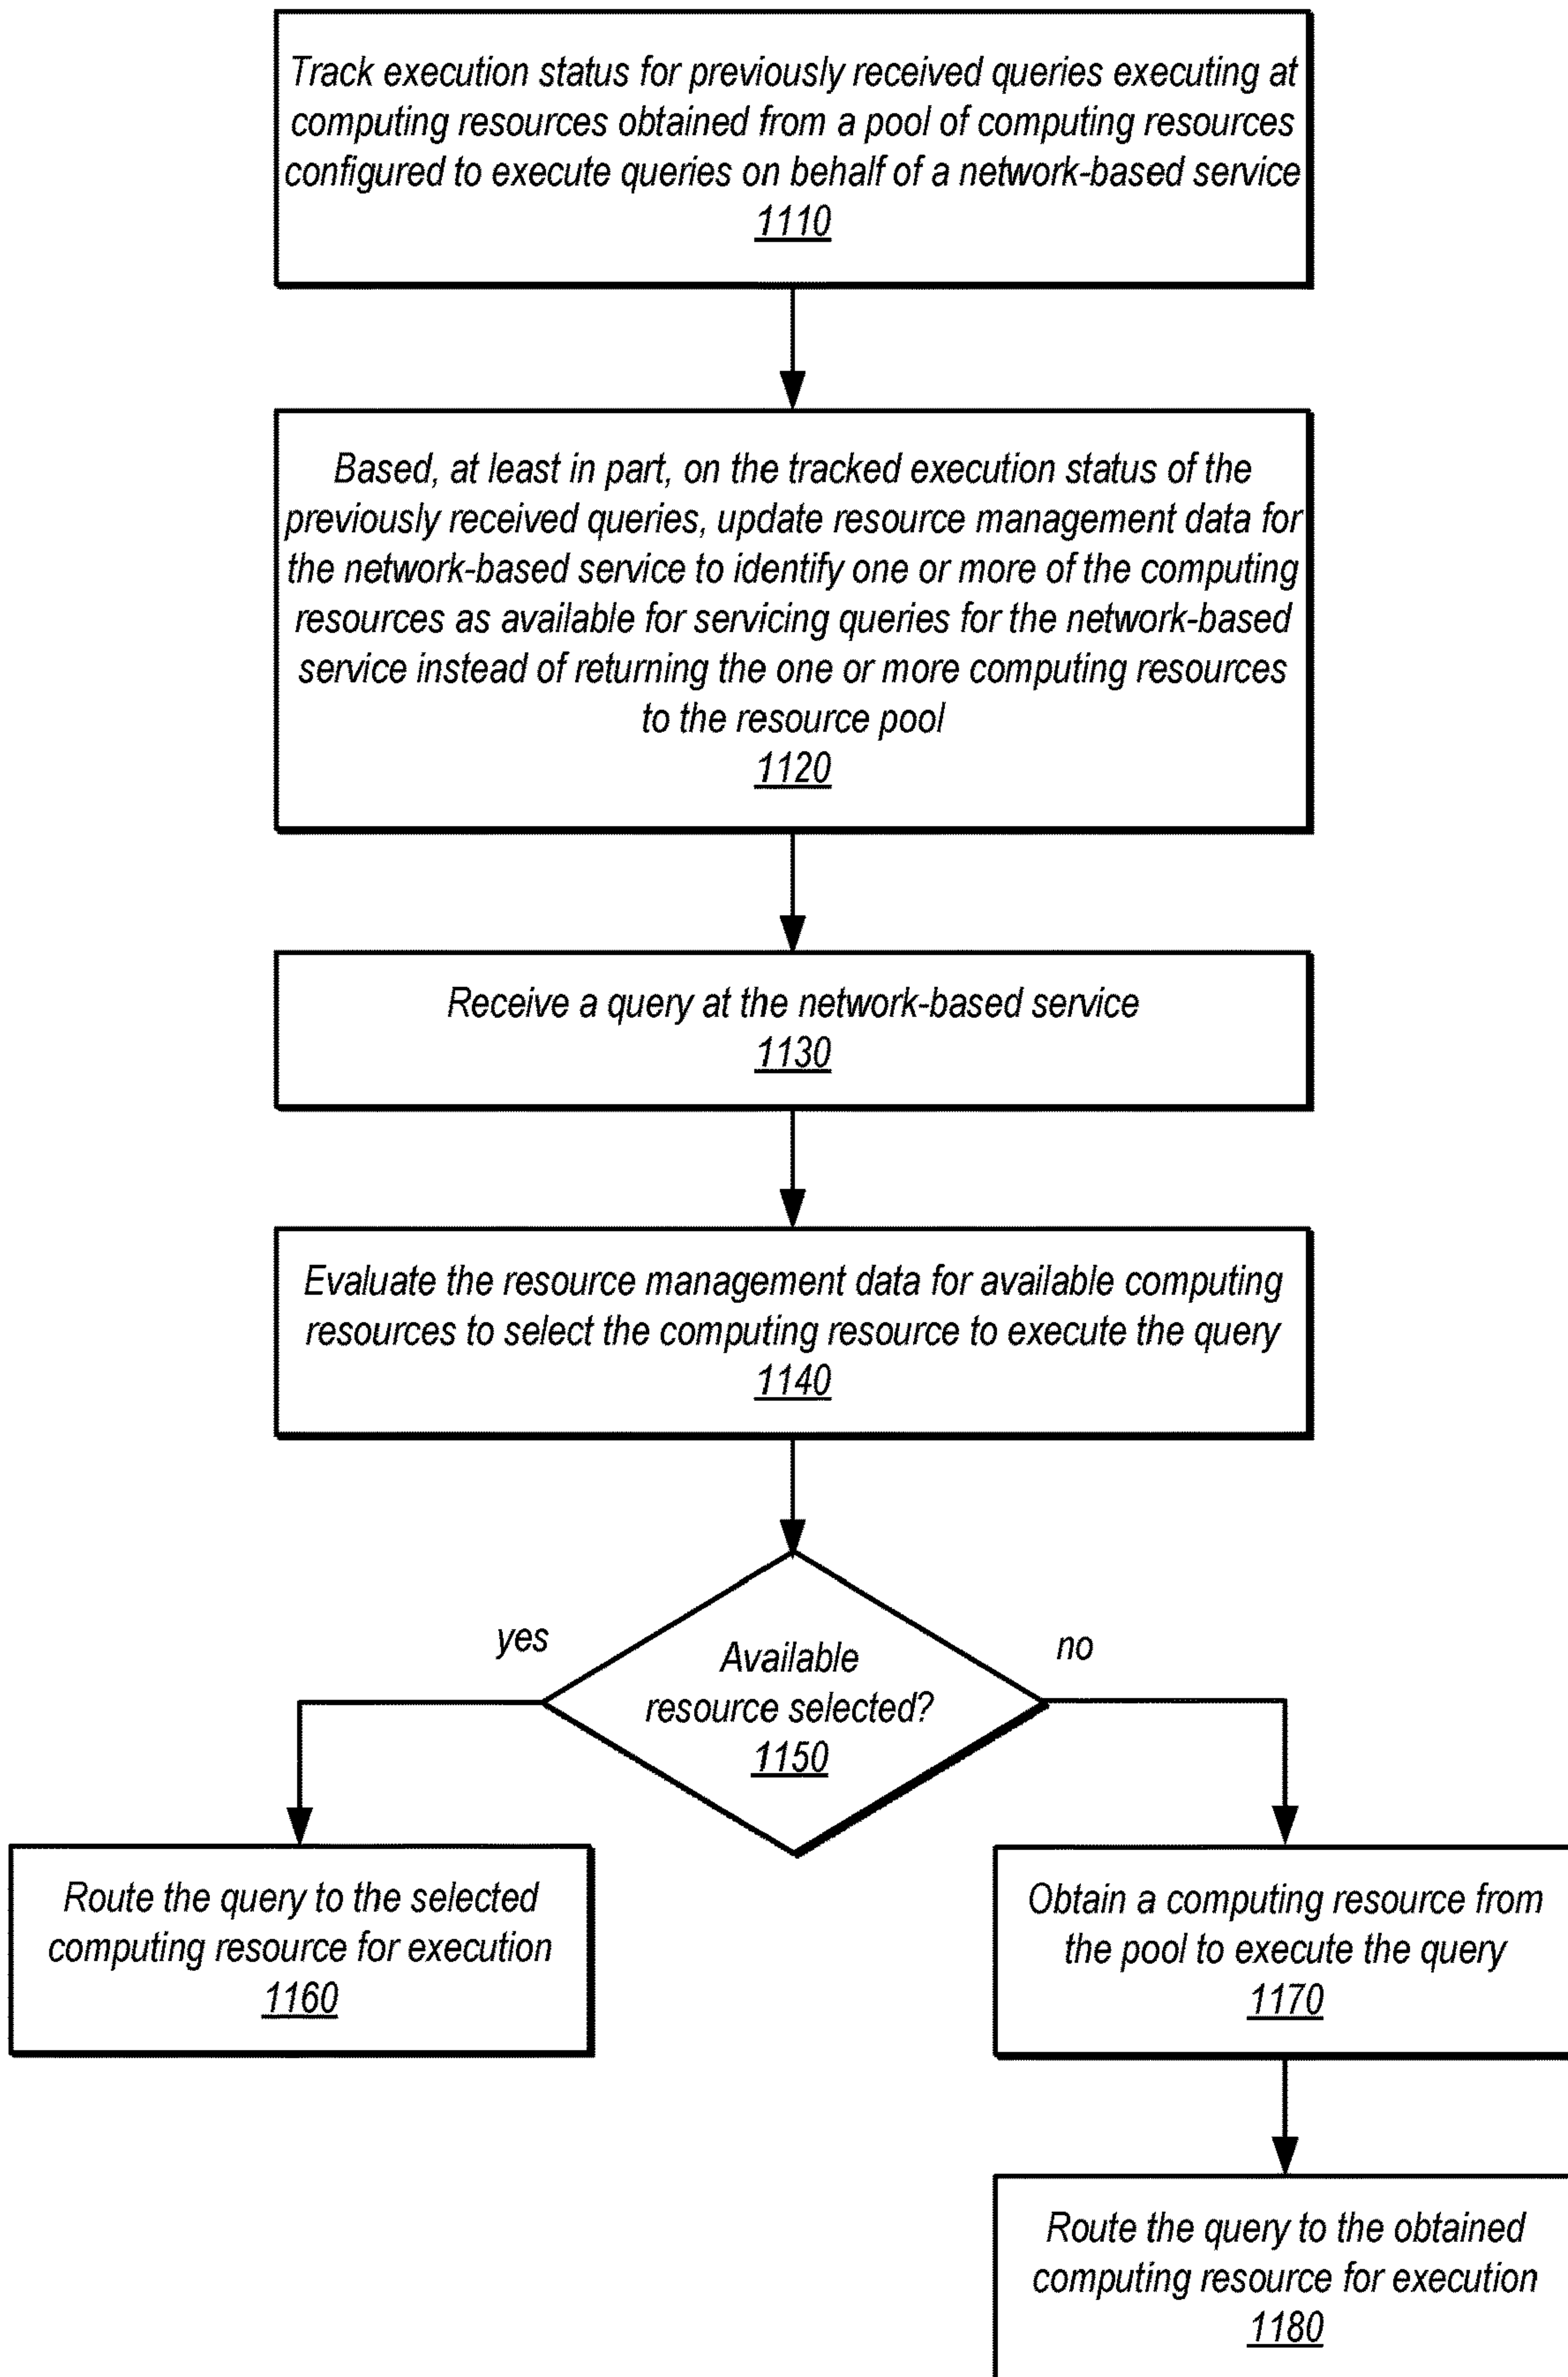 Track execution status for previously received queries executing at
computing resources obtained from a pool of computing resources
configured to execute queries on behalf of a network-based service
1110
Based, at least in part, on the tracked execution status of the
previously received queries, update resource management data for
the network-based service to identify one or more of the computing
resources as available for servicing queries for the network-based
service instead of returning the one or more computing resources
to the resource pool
1120
Receive a query at the network-based service
1130
Evaluate the resource management data for available computing
resources to select the computing resource to execute the query
1140
yes
no
Available
resource selected?
1150
Route the query to the selected
computing resource for execution
1160
Obtain a computing resource from
the pool to execute the query
1170
Route the query to the obtained
computing resource for execution
1180